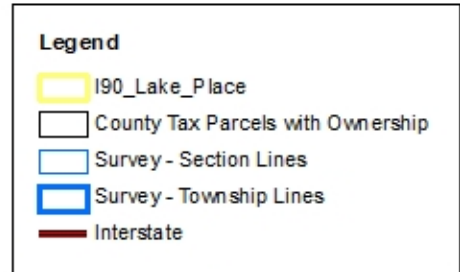 Legend
I90_Lake_Place
County Tax Parcels with Ownership
Survey - Section Lines
Survey - Township Lines
Interstate